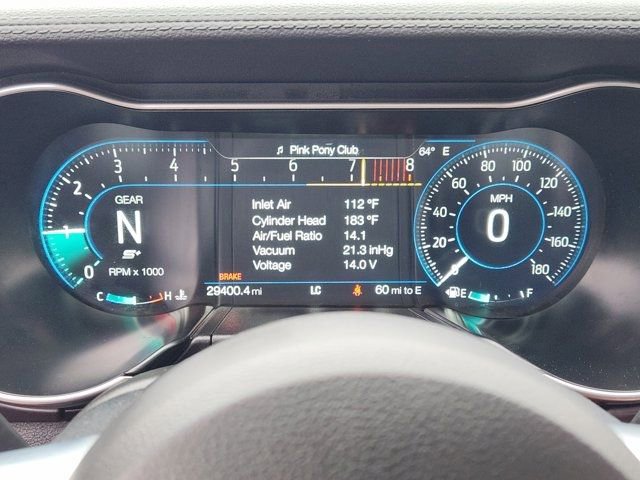 ♫ Pink Pony Club
64° E
0 1 2 3 4 5 6 7 8
GEAR
N
S+
RPM x 1000
C H
Inlet Air 112 °F
Cylinder Head 183 °F
Air/Fuel Ratio 14.1
Vacuum 21.3 inHg
Voltage 14.0 V
BRAKE
29400.4 mi LC 60 mi to E
0 20 40 60 80 100 120 140 160 180
MPH
0
E F